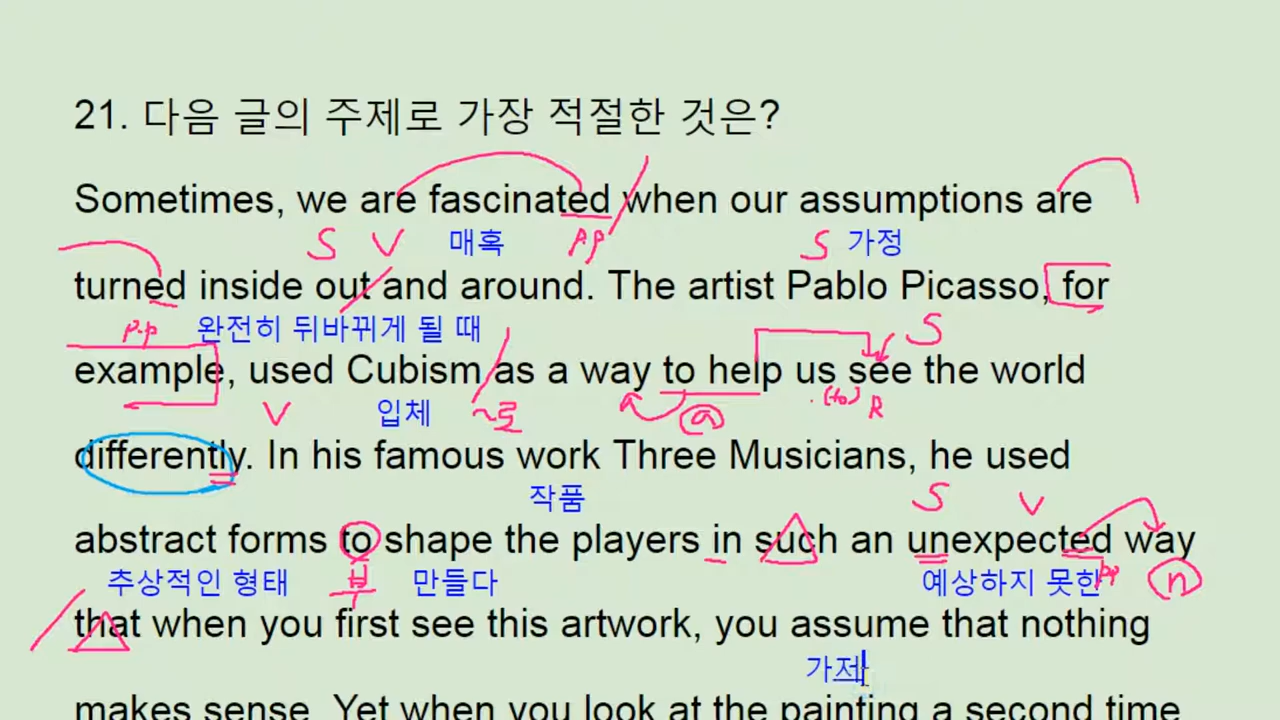 21. 다음 글의 주제로 가장 적절한 것은?
Sometimes, we are fascinated when our assumptions are
S V 매혹 p.p S 가정
turned inside out and around. The artist Pablo Picasso, for
p.p 완전히 뒤바뀌게 될 때 S
example, used Cubism as a way to help us see the world
V 입체 ~로 a (to) R
differently. In his famous work Three Musicians, he used
작품 S V
abstract forms to shape the players in such an unexpected way
추상적인 형태 부 만들다 예상하지 못한 pp n
that when you first see this artwork, you assume that nothing
가저
makes sense. Yet when you look at the painting a second time